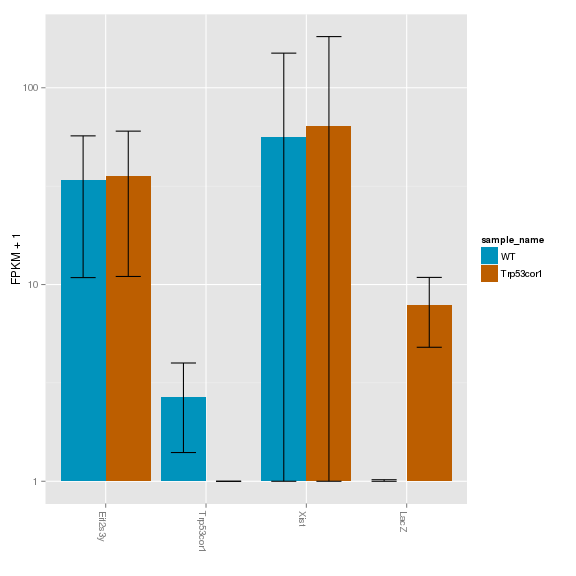 100
10
1
FPKM + 1
Eif2s3y
Trp53cor1
Xist
LacZ
sample_name
WT
Trp53cor1